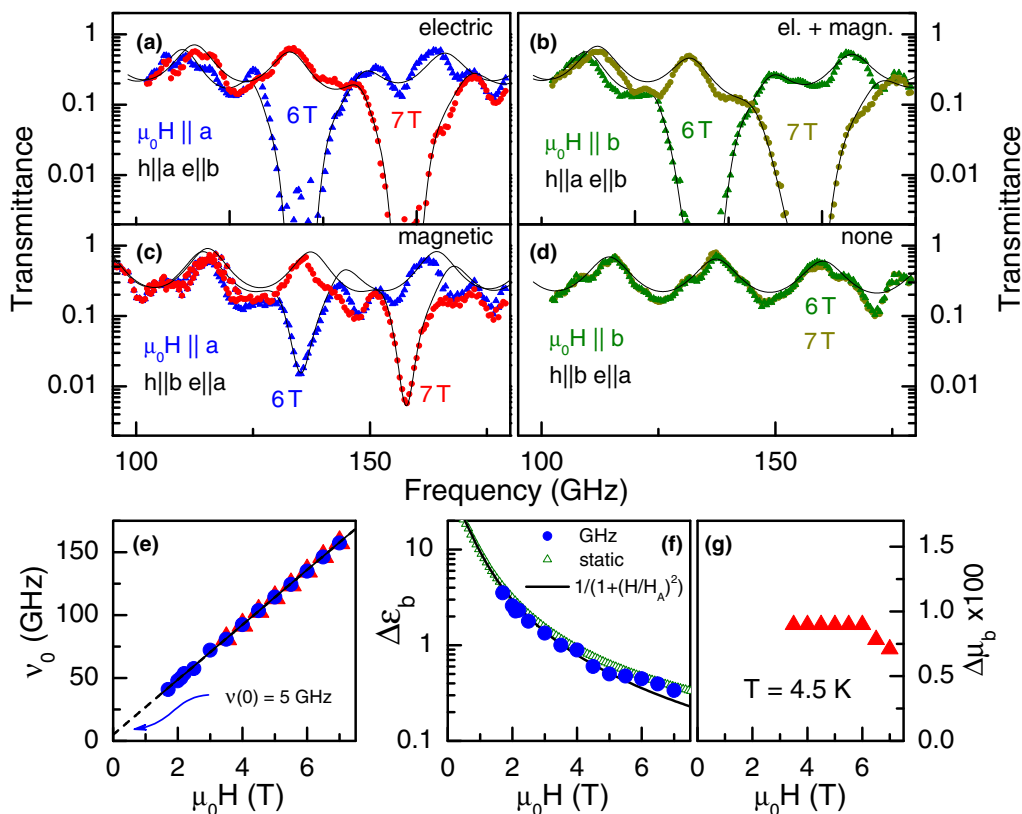 (a) electric
1
0.1
0.01
Transmittance
6T 7T
μ0H || a
h||a e||b
(b) el. + magn.
1
0.1
0.01
Transmittance
6T 7T
μ0H || b
h||a e||b
(c) magnetic
1
0.1
0.01
μ0H || a
h||b e||a
6T 7T
100 150
(d) none
1
0.1
0.01
μ0H || b
h||b e||a
6T
7T
100 150
Frequency (GHz)
(e)
150
100
50
0
ν0 (GHz)
ν(0) = 5 GHz
0 2 4 6
μ0H (T)
(f)
10
1
0.1
Δεb
GHz
static
1/(1+(H/HA)2)
0 2 4 6
μ0H (T)
(g)
1.5
1.0
0.5
0.0
Δμb x100
T = 4.5 K
0 2 4 6
μ0H (T)